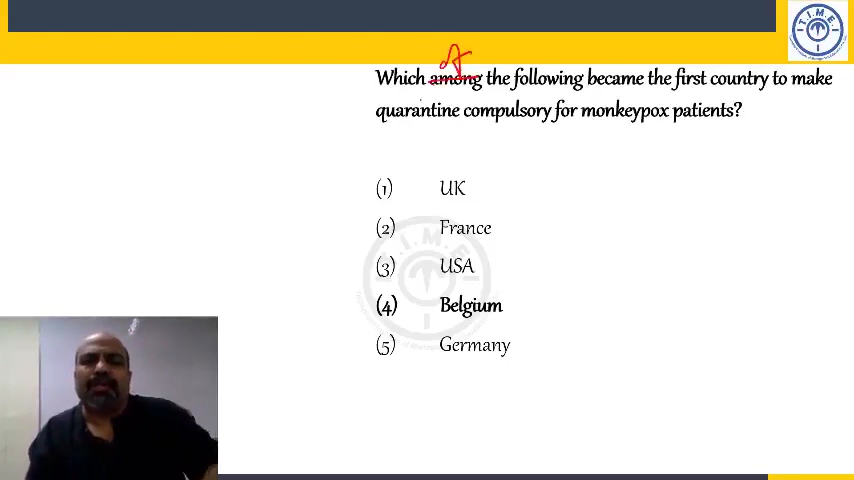 T.I.M.E.
of
Which among the following became the first country to make
quarantine compulsory for monkeypox patients?
(1) UK
(2) France
(3) USA
(4) Belgium
(5) Germany
T.I.M.E.